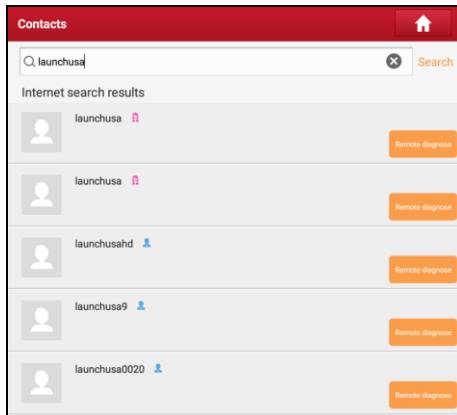 Contacts
launchusa
Search
Internet search results
launchusa
Remote diagnose
launchusa
Remote diagnose
launchusahd
Remote diagnose
launchusa9
Remote diagnose
launchusa0020
Remote diagnose